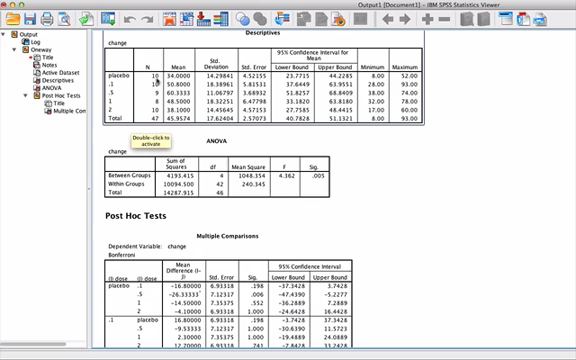 Output1 [Document1] - IBM SPSS Statistics Viewer
Output
Log
Oneway
Title
Notes
Active Dataset
Descriptives
ANOVA
Post Hoc Tests
Title
Multiple Com
Descriptives
change
95% Confidence Interval for Mean
N Mean Std. Deviation Std. Error Lower Bound Upper Bound Minimum Maximum
placebo 10 34.0000 14.29841 4.52155 23.7715 44.2285 8.00 52.00
.1 10 50.8000 18.38961 5.81531 37.6449 63.9551 28.00 93.00
.5 9 60.3333 11.06797 3.68932 51.8257 68.8409 38.00 74.00
1 8 48.5000 18.32151 6.47798 33.1820 63.8180 32.00 78.00
2 10 38.1000 14.45645 4.57153 27.7585 48.4415 17.00 60.00
Total 47 45.9574 17.62404 2.57073 40.7828 51.1321 8.00 93.00
Double-click to
activate
ANOVA
change
Sum of Squares df Mean Square F Sig.
Between Groups 4193.415 4 1048.354 4.362 .005
Within Groups 10094.500 42 240.345
Total 14287.915 46
Post Hoc Tests
Multiple Comparisons
Dependent Variable: change
Bonferroni
95% Confidence Interval
(I) dose (J) dose Mean Difference (I-J) Std. Error Sig. Lower Bound Upper Bound
placebo .1 -16.80000 6.93318 .198 -37.3428 3.7428
.5 -26.33333* 7.12312 .006 -47.4390 -5.2277
1 -14.50000 7.35375 .552 -36.2889 7.2889
2 -4.10000 6.93318 1.000 -24.6428 16.4428
.1 placebo 16.80000 6.93318 .198 -3.7428 37.3428
.5 -9.53333 7.12312 1.000 -30.6390 11.5723
1 2.30000 7.35375 1.000 -19.4889 24.0889
2 12.70000 6.93318 .741